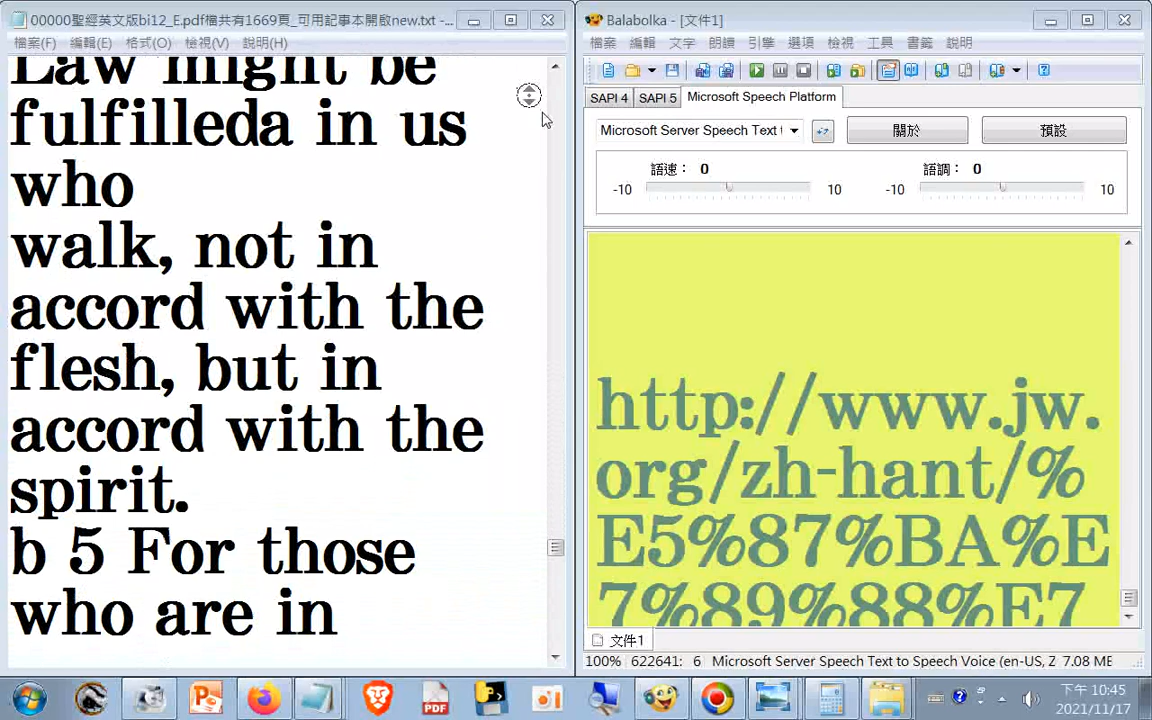 00000聖經英文版bi12_E.pdf檔共有1669頁_可用記事本開啟new.txt -...
檔案(F) 編輯(E) 格式(O) 檢視(V) 說明(H)
Law might be
fulfilleda in us
who
walk, not in
accord with the
flesh, but in
accord with the
spirit.
b 5 For those
who are in
Balabolka - [文件1]
檔案 編輯 文字 朗讀 引擎 選項 檢視 工具 書籤 說明
SAPI 4 SAPI 5 Microsoft Speech Platform
Microsoft Server Speech Text t 關於 預設
語速： 0 語調： 0
-10 10 -10 10
http://www.jw.
org/zh-hant/%
E5%87%BA%E
7%89%88%E7
文件1
100% 622641: 6 Microsoft Server Speech Text to Speech Voice (en-US, Z 7.08 MB
PDF
下午 10:45
2021/11/17